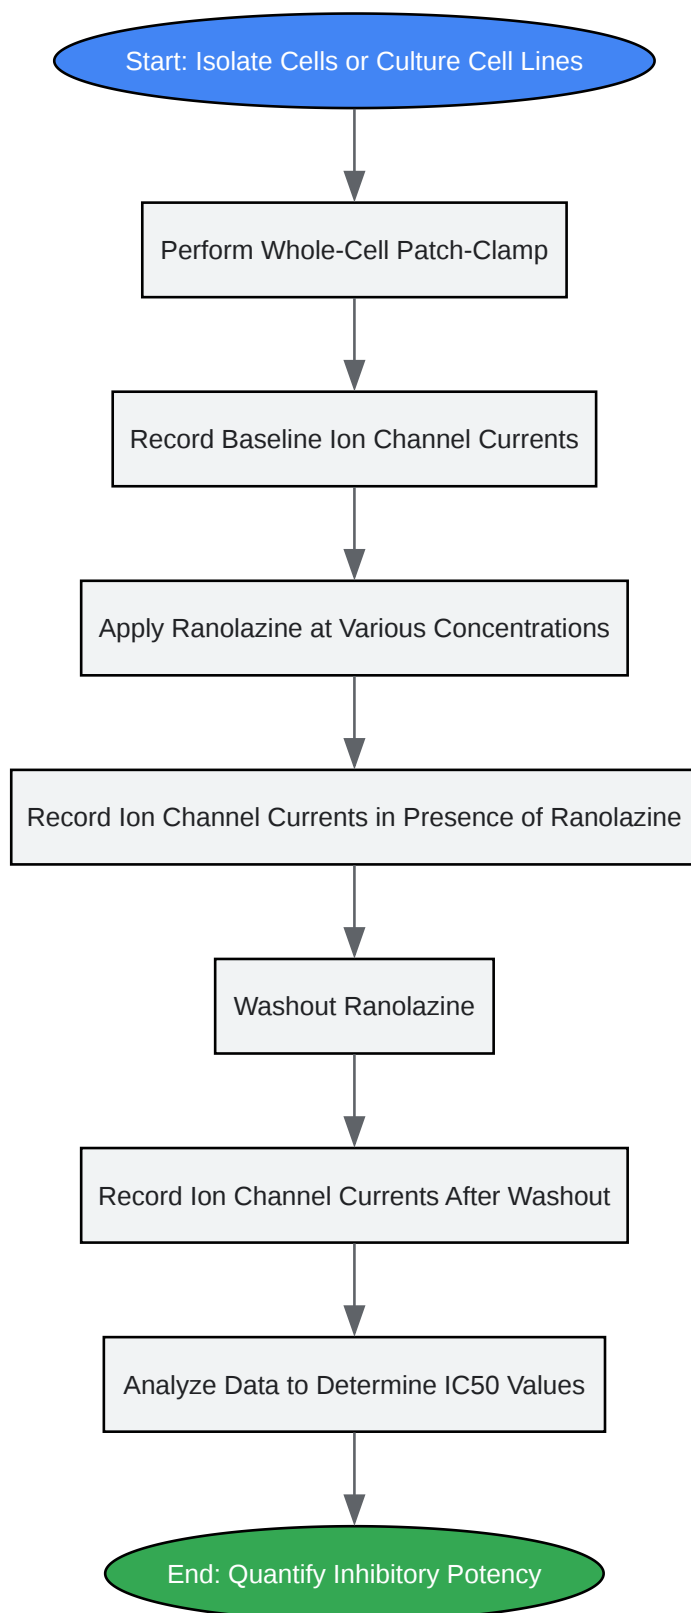 Start: Isolate Cells or Culture Cell Lines
Perform Whole-Cell Patch-Clamp
Record Baseline Ion Channel Currents
Apply Ranolazine at Various Concentrations
Record Ion Channel Currents in Presence of Ranolazine
Washout Ranolazine
Record Ion Channel Currents After Washout
Analyze Data to Determine IC50 Values
End: Quantify Inhibitory Potency